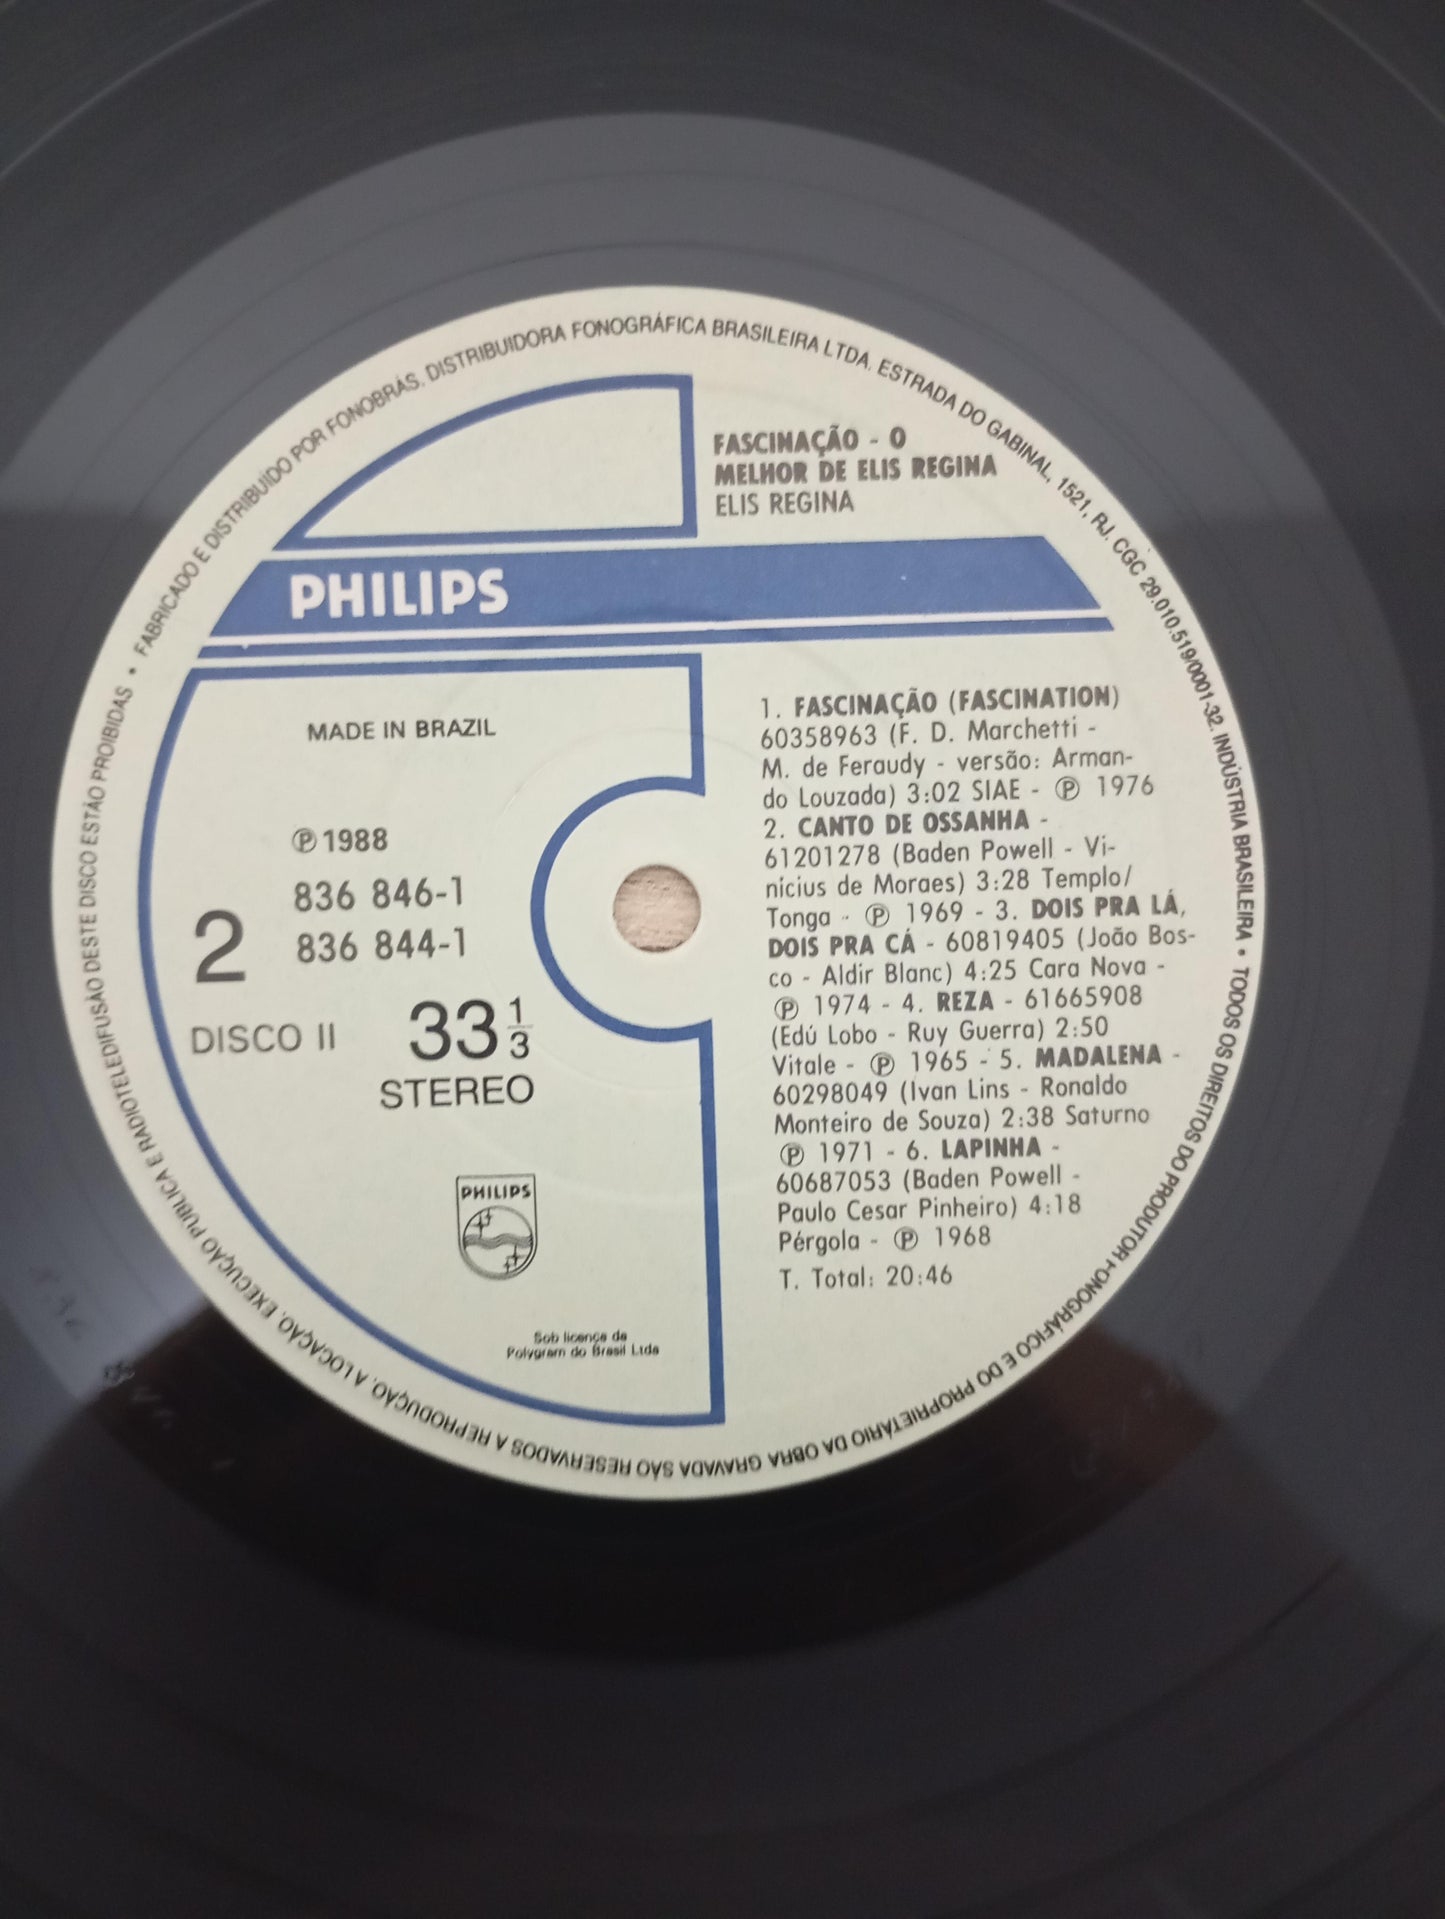 FABRICADO E DISTRIBUÍDO POR FONOBRÁS. DISTRIBUIDORA FONOGRÁFICA BRASILEIRA LTDA. ESTRADA DO GABINAL, 1521, RJ. CGC 29.010.519/0001-32. INDÚSTRIA BRASILEIRA • TODOS OS DIREITOS DO PRODUTOR FONOGRÁFICO E DO PROPRIETÁRIO DA OBRA GRAVADA SÃO RESERVADOS A REPRODUÇÃO, A LOCAÇÃO, EXECUÇÃO PÚBLICA E RADIOTELEDIFUSÃO DESTE DISCO ESTÃO PROIBIDAS •
FASCINAÇÃO - O
MELHOR DE ELIS REGINA
ELIS REGINA
PHILIPS
MADE IN BRAZIL
Ⓟ1988
836 846-1
2
836 844-1
DISCO II
33 1/3
STEREO
PHILIPS
Sob licença da
Polygram do Brasil Ltda
1. FASCINAÇÃO (FASCINATION)
60358963 (F. D. Marchetti -
M. de Feraudy - versão: Arman-
do Louzada) 3:02 SIAE - Ⓟ 1976
2. CANTO DE OSSANHA -
61201278 (Baden Powell - Vi-
nicius de Moraes) 3:28 Templo/
Tonga - Ⓟ 1969 - 3. DOIS PRA LÁ,
DOIS PRA CÁ - 60819405 (João Bos-
co - Aldir Blanc) 4:25 Cara Nova -
Ⓟ 1974 - 4. REZA - 61665908
(Edú Lobo - Ruy Guerra) 2:50
Vitale - Ⓟ 1965 - 5. MADALENA -
60298049 (Ivan Lins - Ronaldo
Monteiro de Souza) 2:38 Saturno
Ⓟ 1971 - 6. LAPINHA -
60687053 (Baden Powell -
Paulo Cesar Pinheiro) 4:18
Pérgola - Ⓟ 1968
T. Total: 20:46